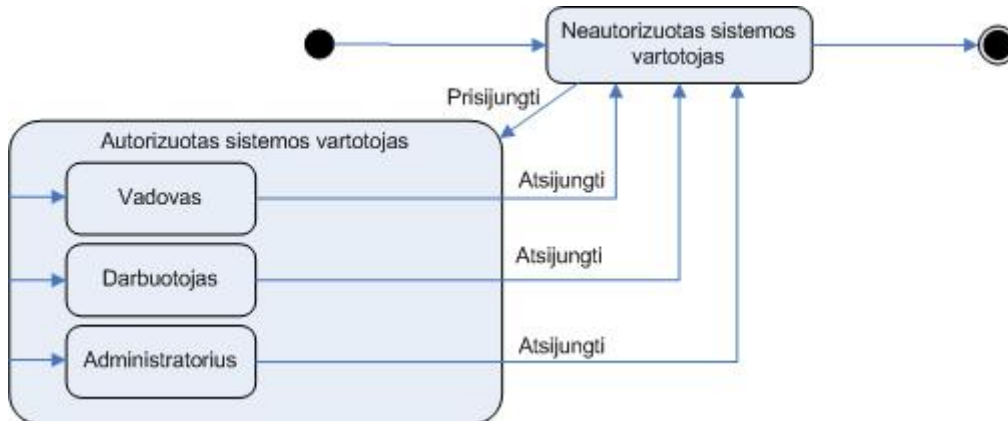 Neautorizuotas sistemos
vartotojas
Prisijungti
Autorizuotas sistemos vartotojas
Vadovas
Atsijungti
Darbuotojas
Atsijungti
Administratorius
Atsijungti